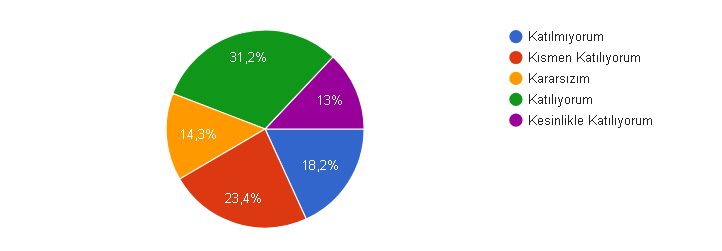 31,2%
13%
14,3%
18,2%
23,4%
Katılmıyorum
Kısmen Katılıyorum
Kararsızım
Katılıyorum
Kesinlikle Katılıyorum